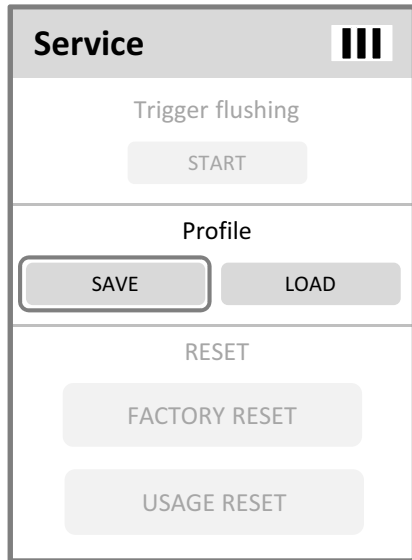 Service
Trigger flushing
START
Profile
SAVE LOAD
RESET
FACTORY RESET
USAGE RESET